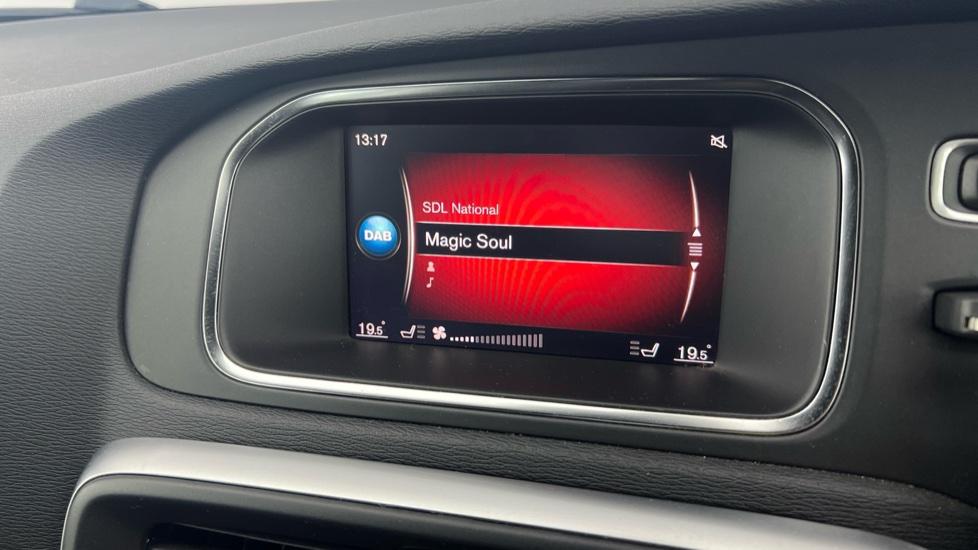 13:17
SDL National
DAB
Magic Soul
19.5°
19.5°